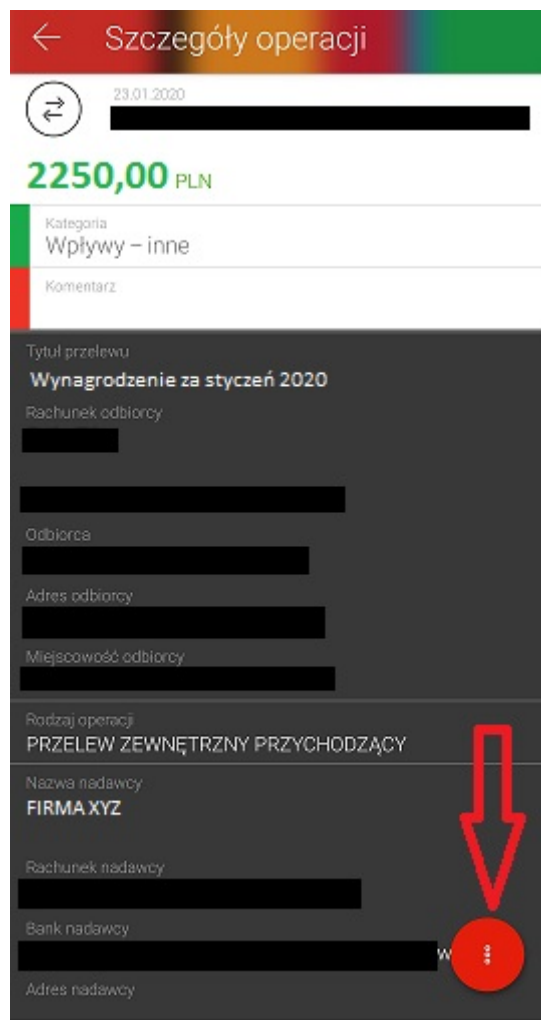 Szczegóły operacji
23.01.2020
2250,00 PLN
Kategoria
Wpływy – inne
Komentarz
Tytuł przelewu
Wynagrodzenie za styczeń 2020
Rachunek odbiorcy
Odbiorca
Adres odbiorcy
Miejscowość odbiorcy
Rodzaj operacji
PRZELEW ZEWNĘTRZNY PRZYCHODZĄCY
Nazwa nadawcy
FIRMA XYZ
Rachunek nadawcy
Bank nadawcy
Adres nadawcy